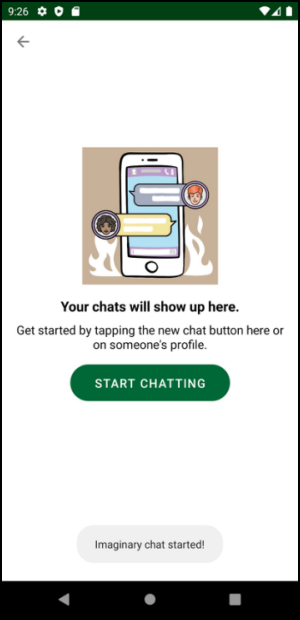 9:26
Your chats will show up here.
Get started by tapping the new chat button here or
on someone's profile.
START CHATTING
Imaginary chat started!